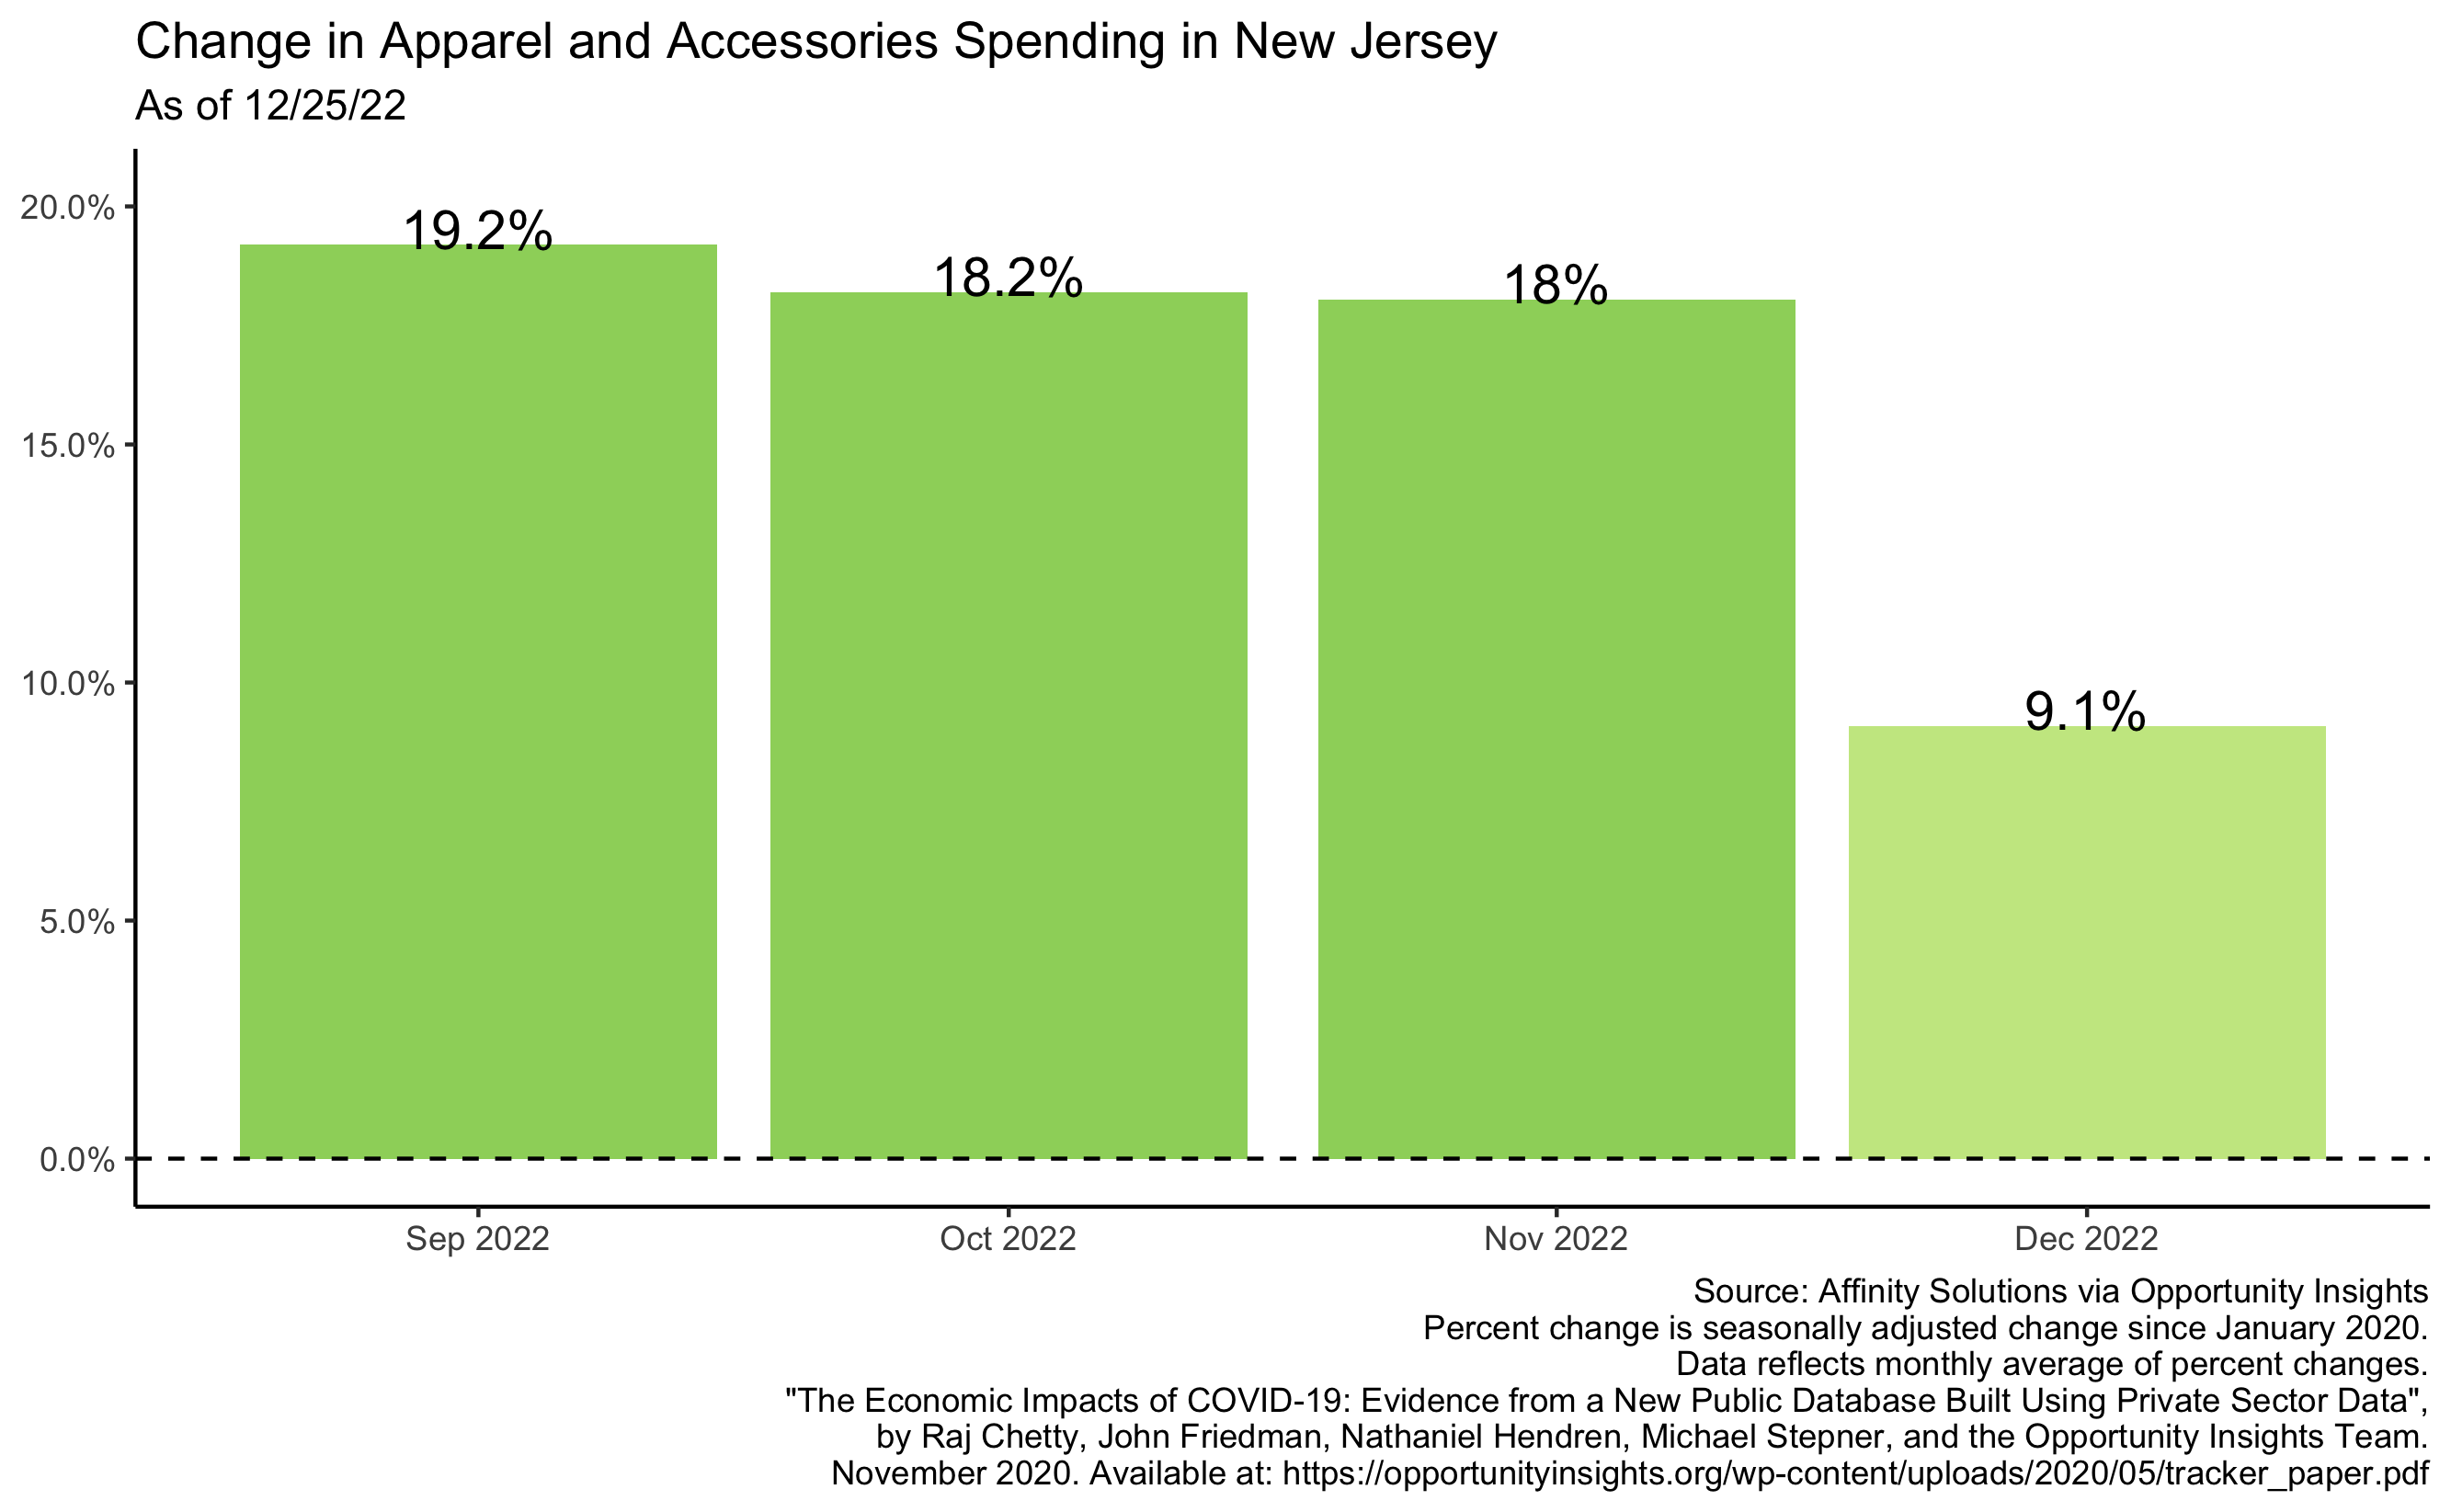 Change in Apparel and Accessories Spending in New Jersey
As of 12/25/22
20.0%
15.0%
10.0%
5.0%
0.0%
19.2%
18.2%
18%
9.1%
Sep 2022
Oct 2022
Nov 2022
Dec 2022
Source: Affinity Solutions via Opportunity Insights
Percent change is seasonally adjusted change since January 2020.
Data reflects monthly average of percent changes.
"The Economic Impacts of COVID-19: Evidence from a New Public Database Built Using Private Sector Data",
by Raj Chetty, John Friedman, Nathaniel Hendren, Michael Stepner, and the Opportunity Insights Team.
November 2020. Available at: https://opportunityinsights.org/wp-content/uploads/2020/05/tracker_paper.pdf